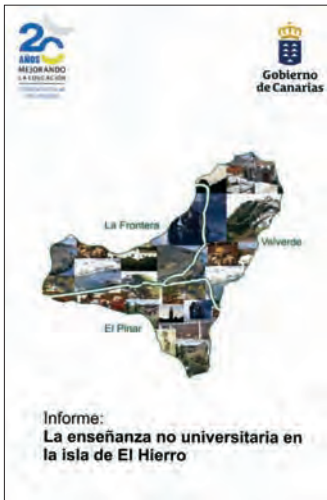 20
AÑOS
MEJORANDO
LA EDUCACIÓN
Gobierno
de Canarias
La Frontera
Valverde
El Pinar
Informe:
La enseñanza no universitaria en
la isla de El Hierro